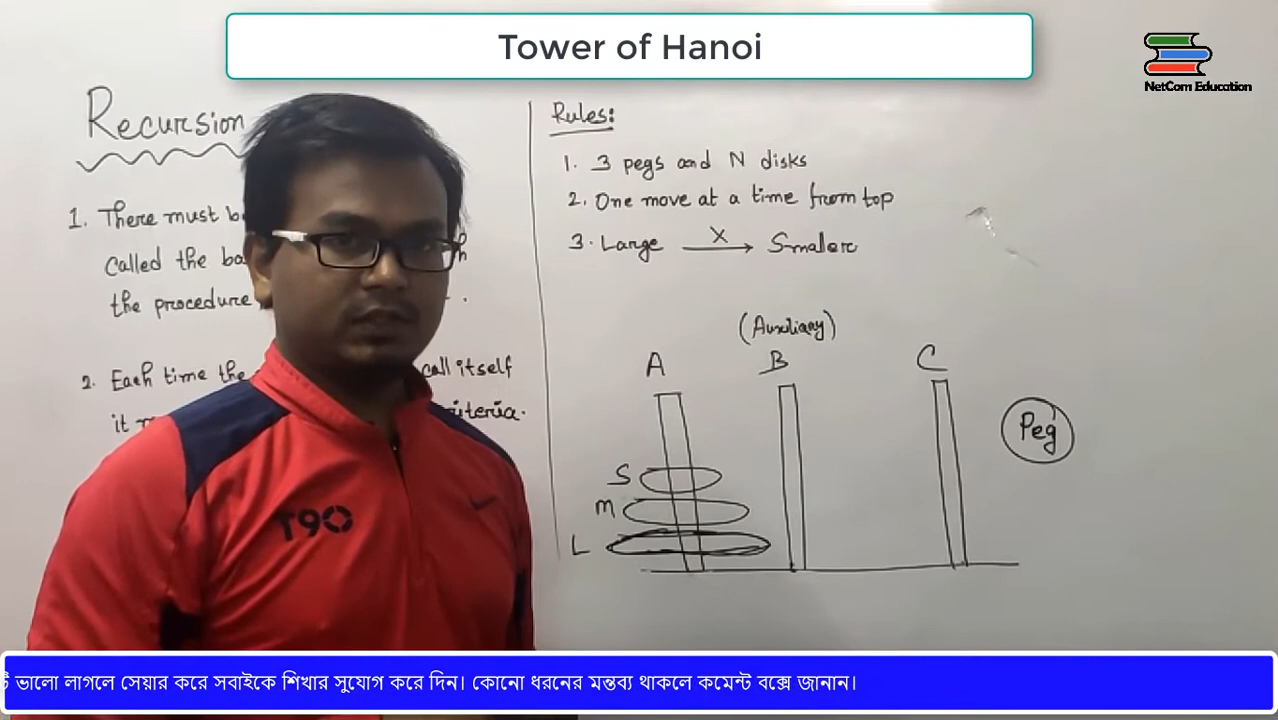 Tower of Hanoi
NetCom Education
Recursion
1. There must b
called the ba
the procedure
2. Each time the call itself
it criteria.
Rules:
1. 3 pegs and N disks
2. One move at a time from top
3. Large X Smaler
(Auxiliary)
A B C
Peg
S
M
L
T90
ভালো লাগলে সেয়ার করে সবাইকে শিখার সুযোগ করে দিন। কোনো ধরনের মন্তব্য থাকলে কমেন্ট বক্সে জানান।